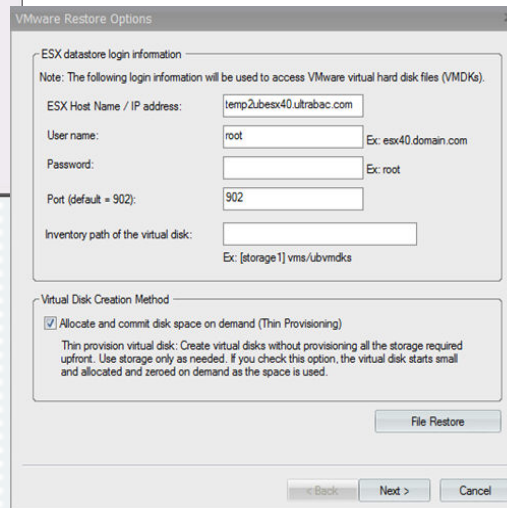 VMware Restore Options
ESX datastore login information
Note: The following login information will be used to access VMware virtual hard disk files (VMDKs).
ESX Host Name / IP address:
temp2ubesx40.ultrabac.com
User name:
root
Ex: esx40.domain.com
Password:
Ex: root
Port (default = 902):
902
Inventory path of the virtual disk:
Ex: [storage1] vms/ubvmdks
Virtual Disk Creation Method
Allocate and commit disk space on demand (Thin Provisioning)
Thin provision virtual disk: Create virtual disks without provisioning all the storage required
upfront. Use storage only as needed. If you check this option, the virtual disk starts small
and allocated and zeroed on demand as the space is used.
File Restore
< Back
Next >
Cancel